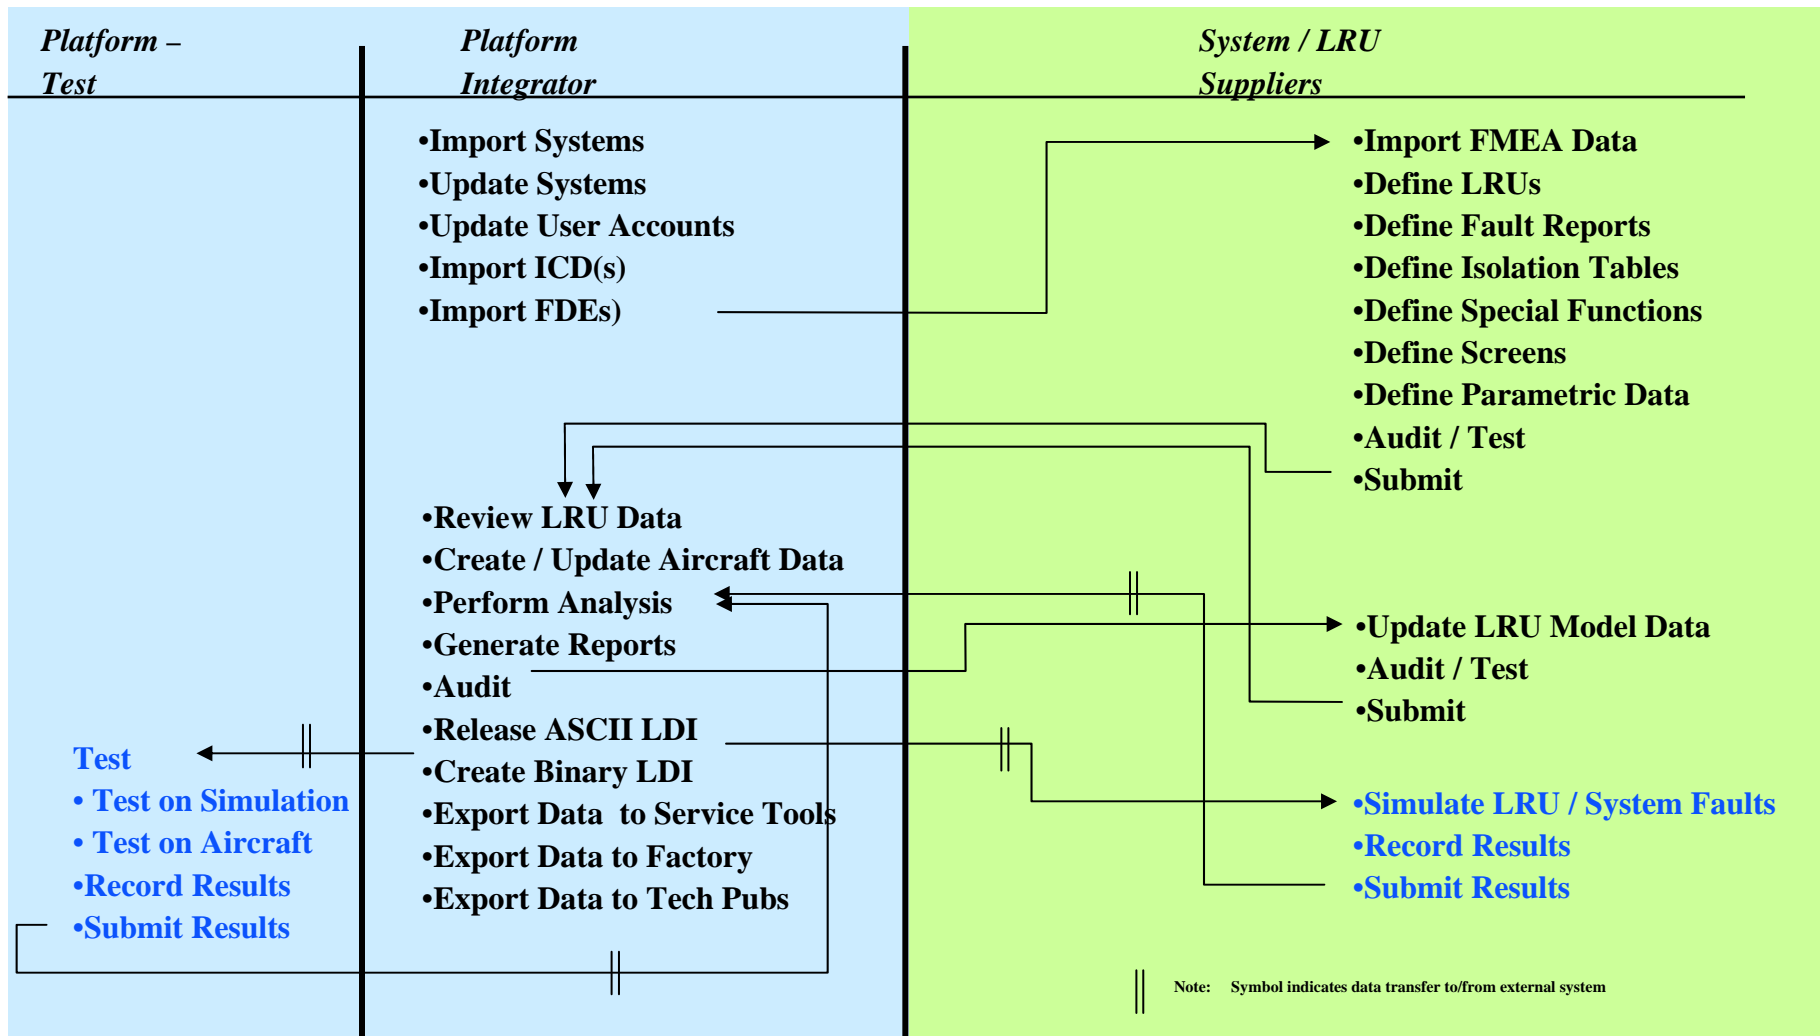 Platform –
Test
Platform
Integrator
System / LRU
Suppliers
•Import Systems
•Update Systems
•Update User Accounts
•Import ICD(s)
•Import FDEs)
•Import FMEA Data
•Define LRUs
•Define Fault Reports
•Define Isolation Tables
•Define Special Functions
•Define Screens
•Define Parametric Data
•Audit / Test
•Submit
•Review LRU Data
•Create / Update Aircraft Data
•Perform Analysis
•Generate Reports
•Audit
•Release ASCII LDI
•Create Binary LDI
•Export Data  to Service Tools
•Export Data to Factory
•Export Data to Tech Pubs
•Update LRU Model Data
•Audit / Test
•Submit
Test
• Test on Simulation
• Test on Aircraft
•Record Results
•Submit Results
•Simulate LRU / System Faults
•Record Results
•Submit Results
Note: Symbol indicates data transfer to/from external system